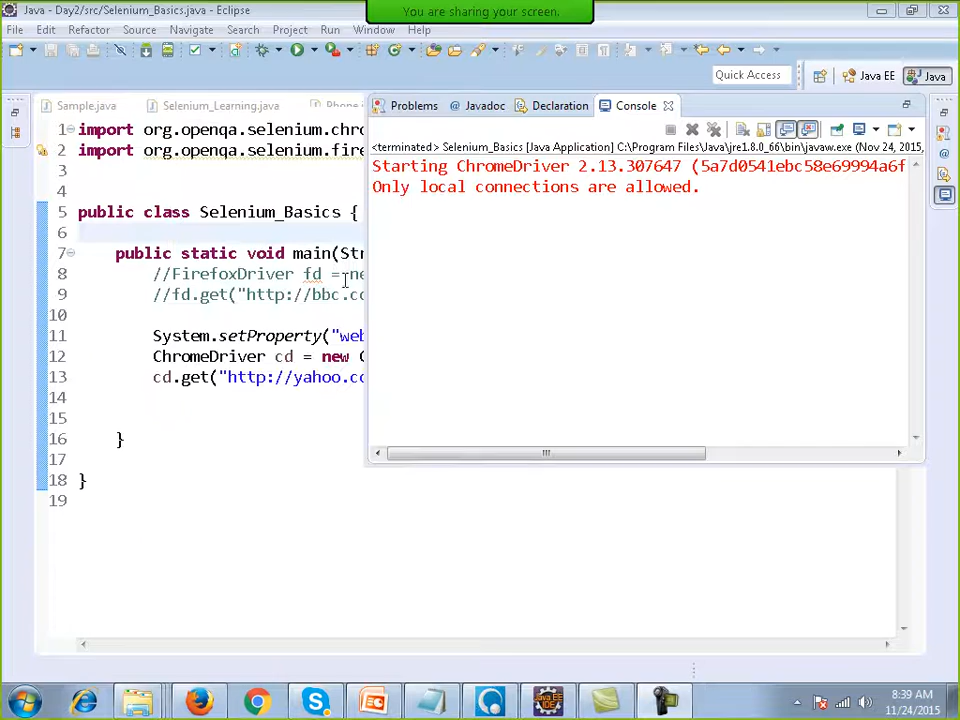 You are sharing your screen.
Java - Day2/src/Selenium_Basics.java - Eclipse
File Edit Refactor Source Navigate Search Project Run Window Help
Quick Access Java EE Java
Sample.java Selenium_Learning.java Phone
Problems Javadoc Declaration Console
<terminated> Selenium_Basics [Java Application] C:\Program Files\Java\jre1.8.0_66\bin\javaw.exe (Nov 24, 2015,
Starting ChromeDriver 2.13.307647 (5a7d0541ebc58e69994a6f
Only local connections are allowed.
1 import org.openqa.selenium.chro
2 import org.openqa.selenium.fire
3
4
5 public class Selenium_Basics {
6
7 public static void main(Str
8 //FirefoxDriver fd = ne
9 //fd.get("http://bbc.co
10
11 System.setProperty("web
12 ChromeDriver cd = new C
13 cd.get("http://yahoo.co
14
15
16 }
17
18 }
19
8:39 AM
11/24/2015